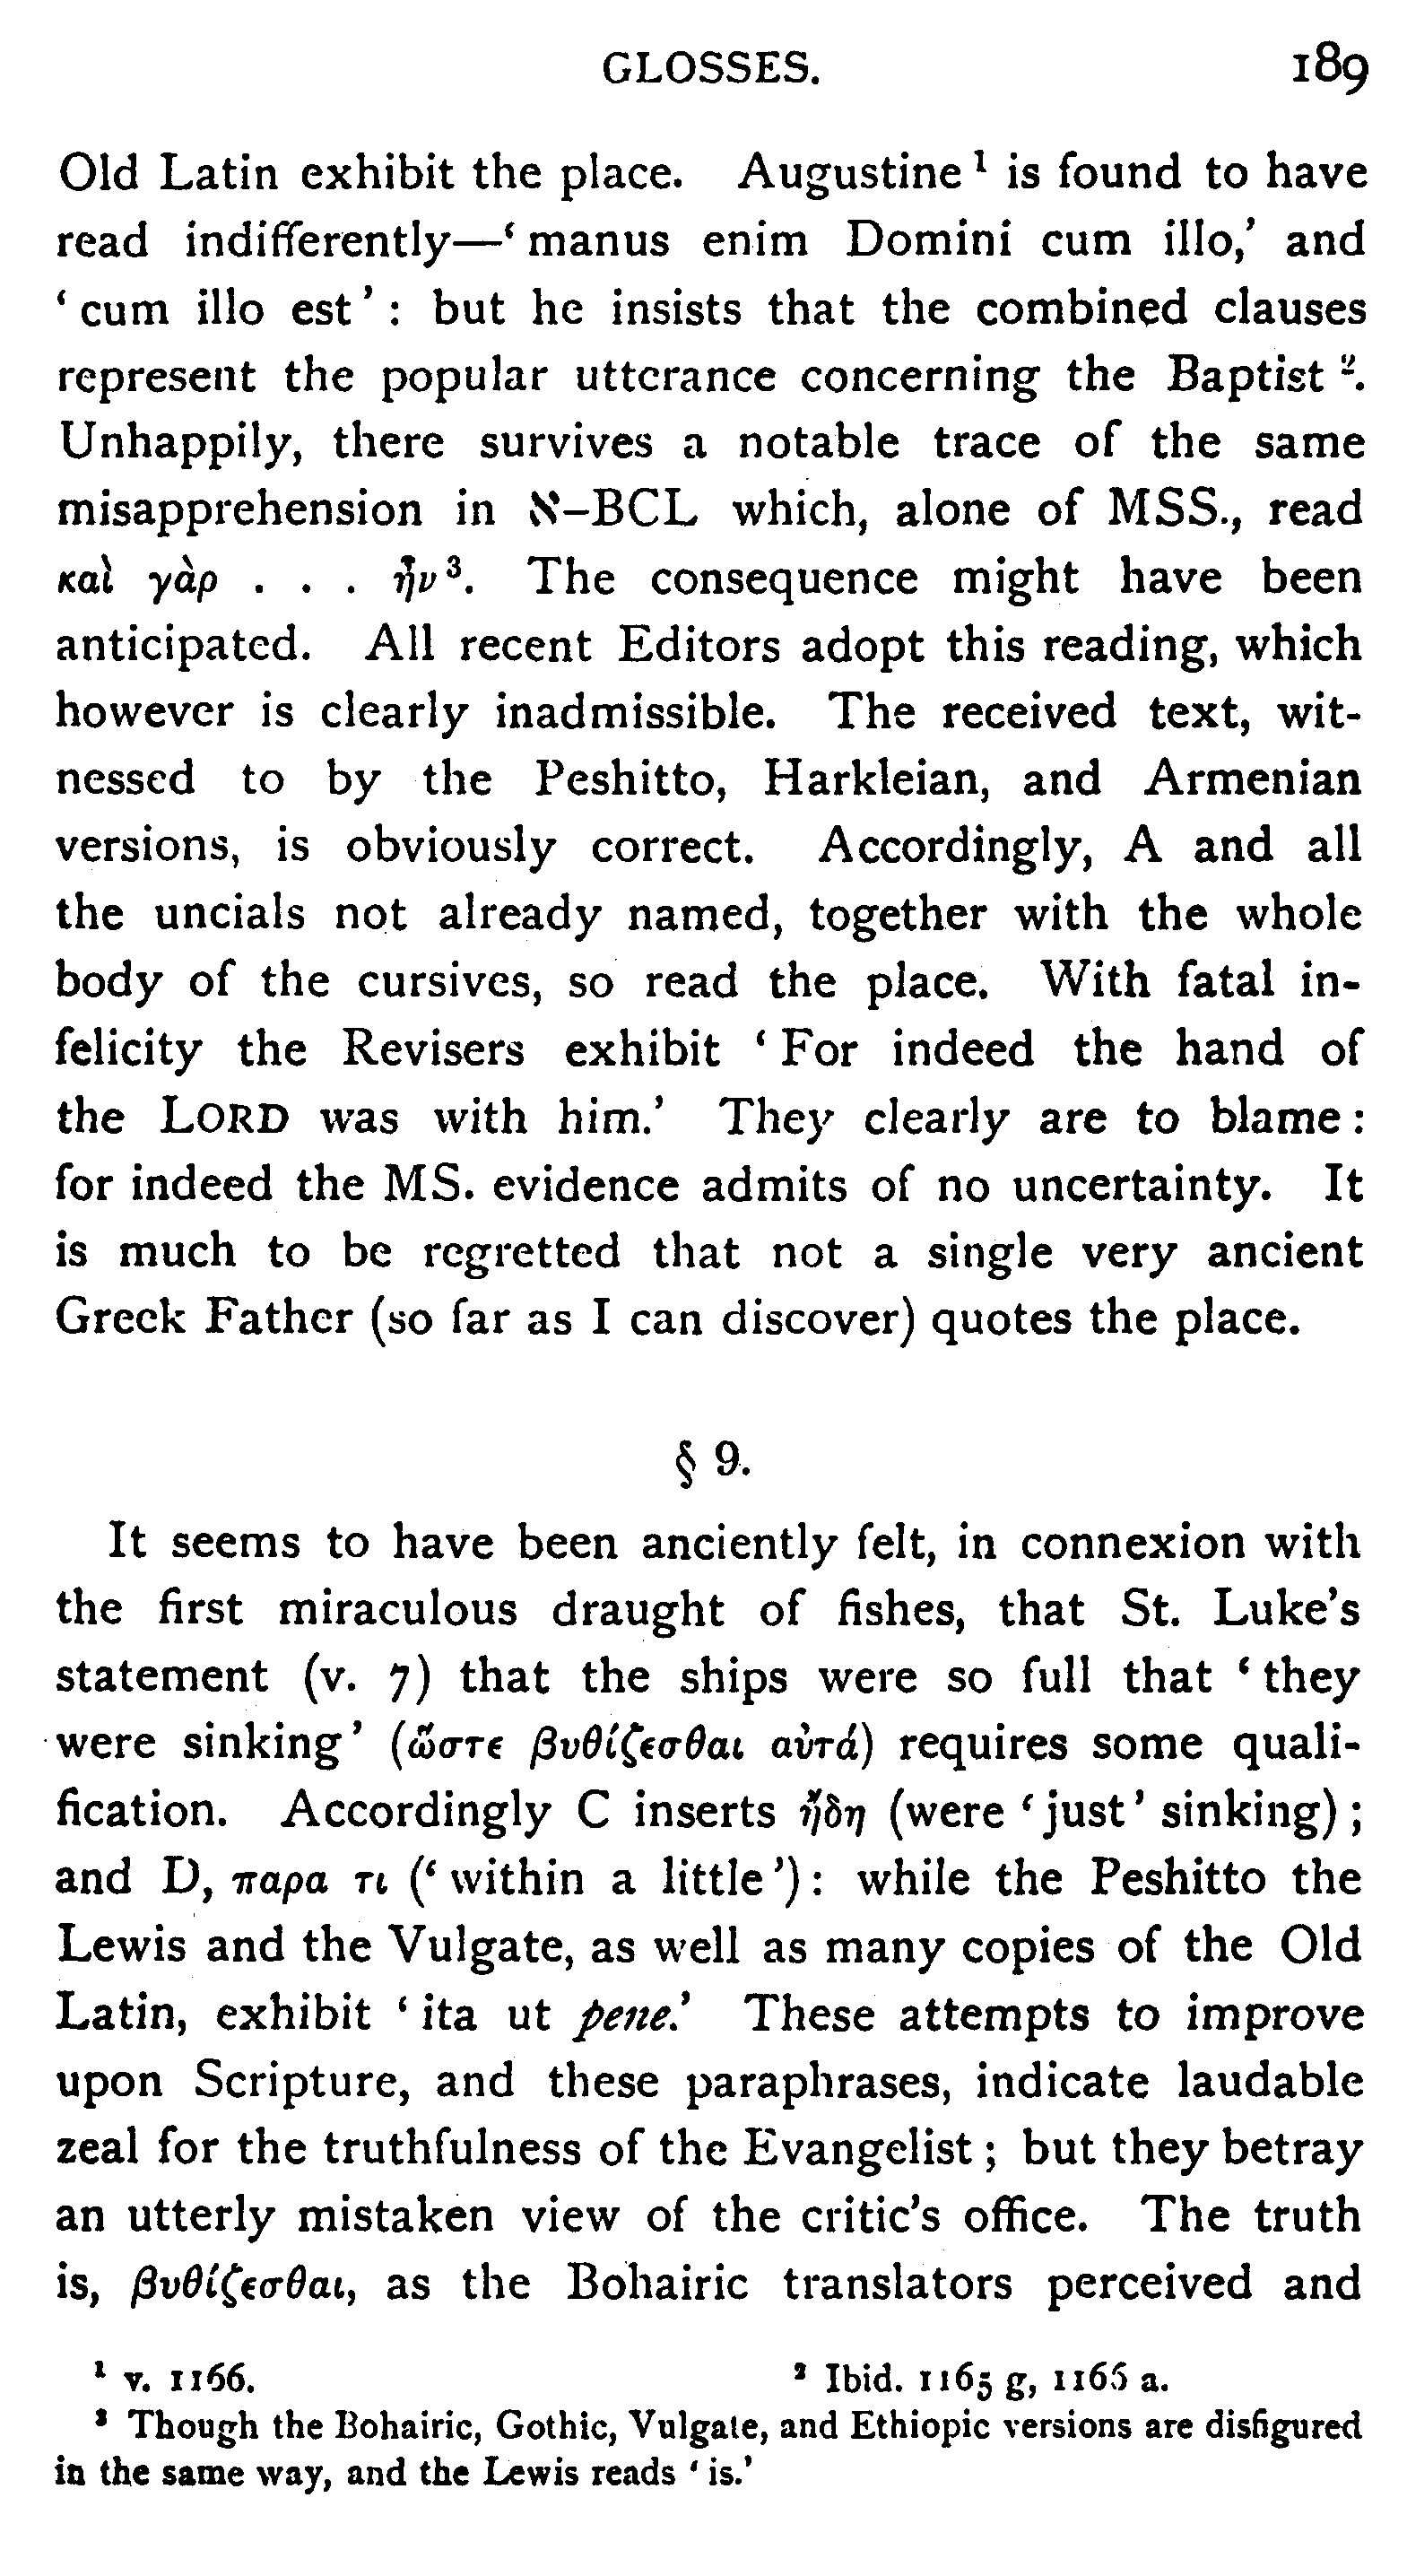 GLOSSES. 189
Old Latin exhibit the place. Augustine ¹ is found to have
read indifferently—‘ manus enim Domini cum illo,’ and
‘ cum illo est ’ : but he insists that the combined clauses
represent the popular utterance concerning the Baptist ².
Unhappily, there survives a notable trace of the same
misapprehension in א–BCL which, alone of MSS., read
καὶ γὰρ . . . ἦν ³. The consequence might have been
anticipated. All recent Editors adopt this reading, which
however is clearly inadmissible. The received text, wit-
nessed to by the Peshitto, Harkleian, and Armenian
versions, is obviously correct. Accordingly, A and all
the uncials not already named, together with the whole
body of the cursives, so read the place. With fatal in-
felicity the Revisers exhibit ‘ For indeed the hand of
the LORD was with him.’ They clearly are to blame :
for indeed the MS. evidence admits of no uncertainty. It
is much to be regretted that not a single very ancient
Greek Father (so far as I can discover) quotes the place.
§ 9.
It seems to have been anciently felt, in connexion with
the first miraculous draught of fishes, that St. Luke’s
statement (v. 7) that the ships were so full that ‘ they
were sinking ’ (ὥστε βυθίζεσθαι αὐτά) requires some quali-
fication. Accordingly C inserts ἤδη (were ‘ just ’ sinking) ;
and D, παρα τι (‘ within a little ’) : while the Peshitto the
Lewis and the Vulgate, as well as many copies of the Old
Latin, exhibit ‘ ita ut pene.’ These attempts to improve
upon Scripture, and these paraphrases, indicate laudable
zeal for the truthfulness of the Evangelist ; but they betray
an utterly mistaken view of the critic’s office. The truth
is, βυθίζεσθαι, as the Bohairic translators perceived and
¹ v. 1166. ² Ibid. 1165 g, 1166 a.
³ Though the Bohairic, Gothic, Vulgate, and Ethiopic versions are disfigured
in the same way, and the Lewis reads ‘ is.’